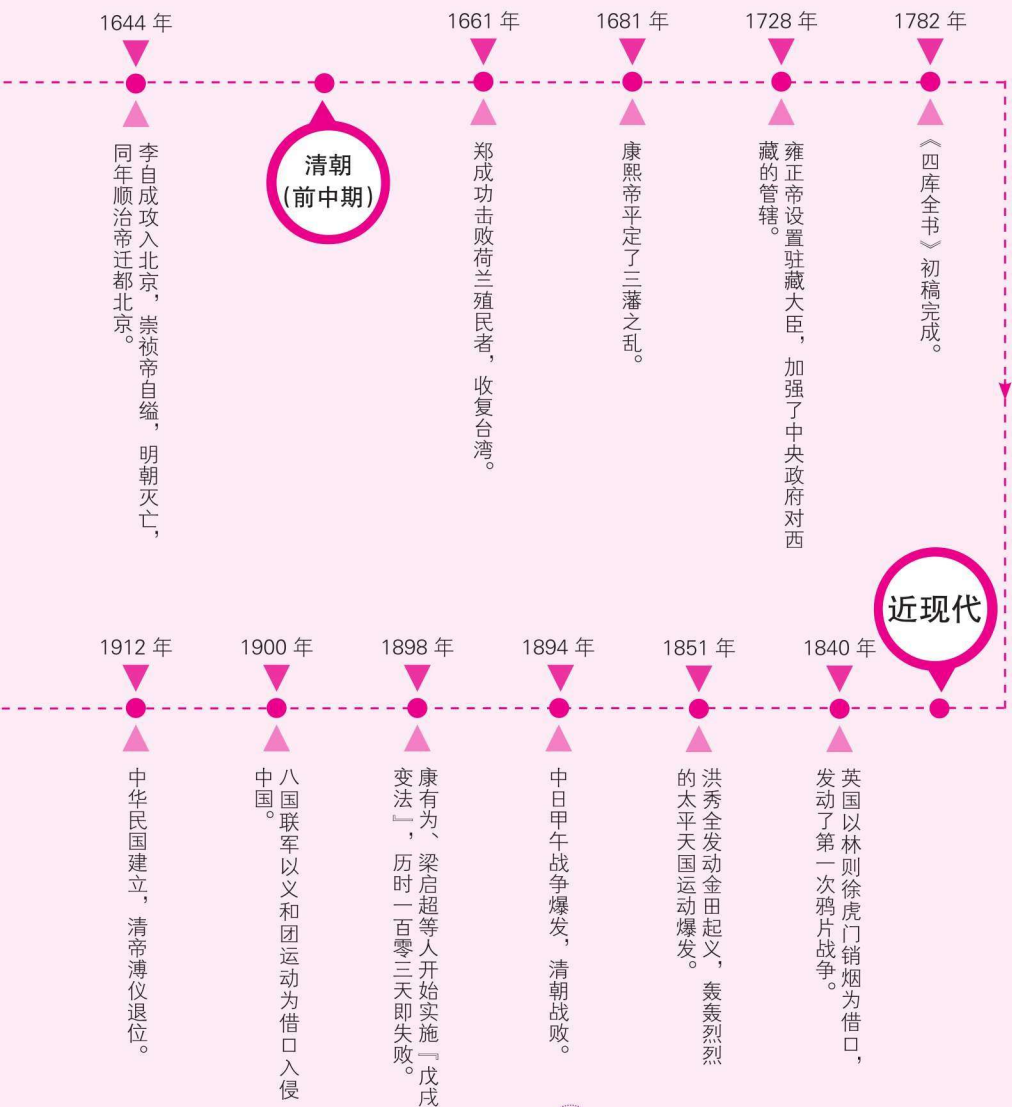 1644 年
李自成攻入北京，崇祯帝自缢，明朝灭亡，
同年顺治帝迁都北京。
清朝
(前中期)
1661 年
郑成功击败荷兰殖民者，收复台湾。
1681 年
康熙帝平定了三藩之乱。
1728 年
雍正帝设置驻藏大臣，加强了中央政府对西
藏的管辖。
1782 年
《四库全书》初稿完成。
近现代
1840 年
英国以林则徐虎门销烟为借口，
发动了第一次鸦片战争。
1851 年
洪秀全发动金田起义，轰轰烈烈
的太平天国运动爆发。
1894 年
中日甲午战争爆发，清朝战败。
1898 年
康有为、梁启超等人开始实施『戊戌
变法』，历时一百零三天即失败。
1900 年
八国联军以义和团运动为借口入侵
中国。
1912 年
中华民国建立，清帝溥仪退位。